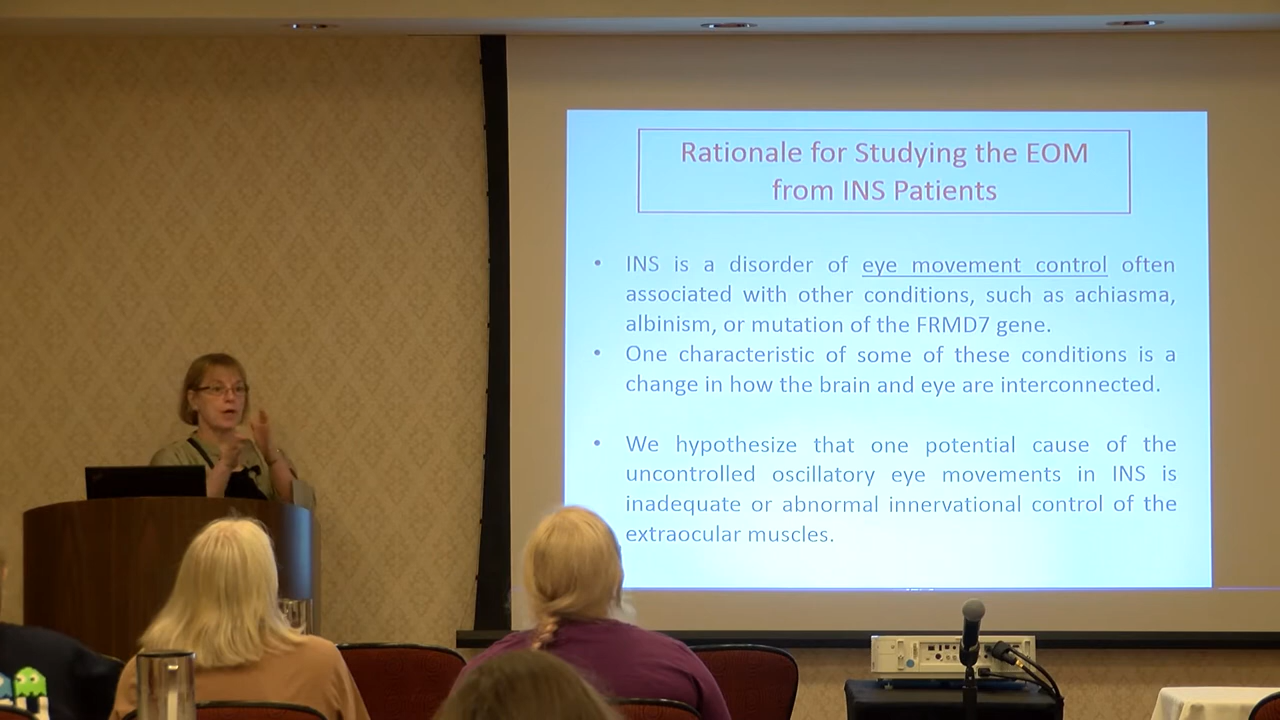 Rationale for Studying the EOM
from INS Patients
• INS is a disorder of eye movement control often
associated with other conditions, such as achiasma,
albinism, or mutation of the FRMD7 gene.
• One characteristic of some of these conditions is a
change in how the brain and eye are interconnected.
• We hypothesize that one potential cause of the
uncontrolled oscillatory eye movements in INS is
inadequate or abnormal innervational control of the
extraocular muscles.